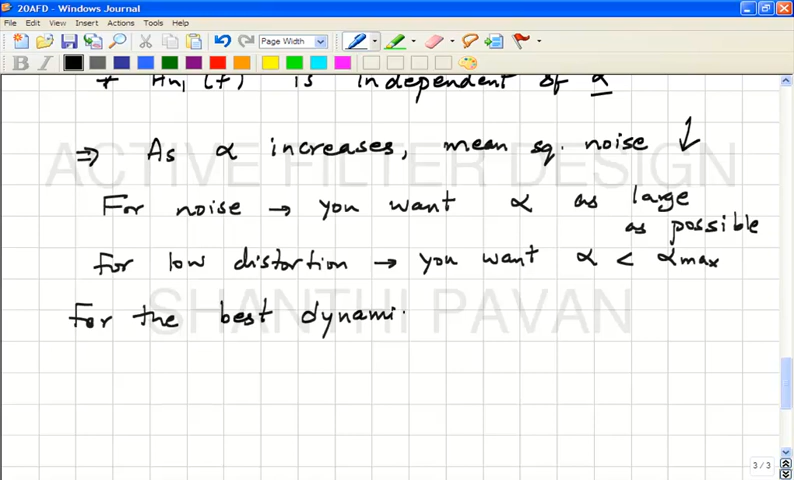 20AFD - Windows Journal
File Edit View Insert Actions Tools Help
Page Width
B I
+ Hn1 (f) is independent of α
⇒ As α increases, mean sq. noise ↓
For noise → you want α as large
as possible
for low distortion → you want α < αmax
For the best dynami
ACTIVE FILTER DESIGN
SHANTHI PAVAN
3 / 3